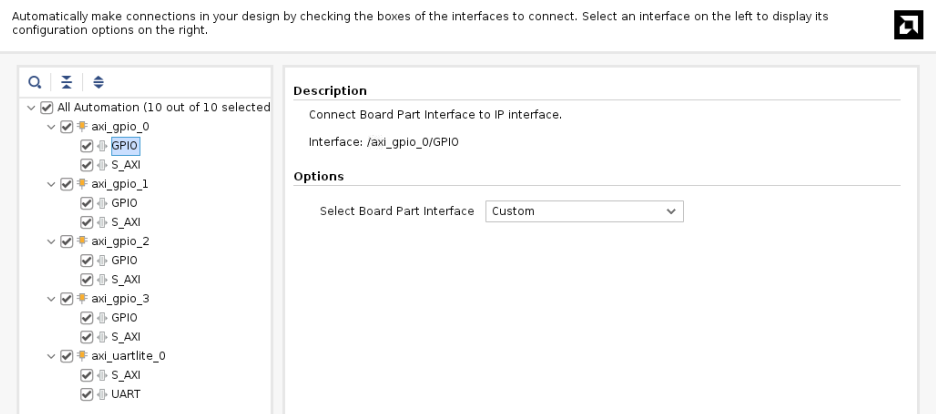 Automatically make connections in your design by checking the boxes of the interfaces to connect. Select an interface on the left to display its
configuration options on the right.
All Automation (10 out of 10 selected
axi_gpio_0
GPIO
S_AXI
axi_gpio_1
GPIO
S_AXI
axi_gpio_2
GPIO
S_AXI
axi_gpio_3
GPIO
S_AXI
axi_uartlite_0
S_AXI
UART
Description
Connect Board Part Interface to IP interface.
Interface: /axi_gpio_0/GPIO
Options
Select Board Part Interface Custom